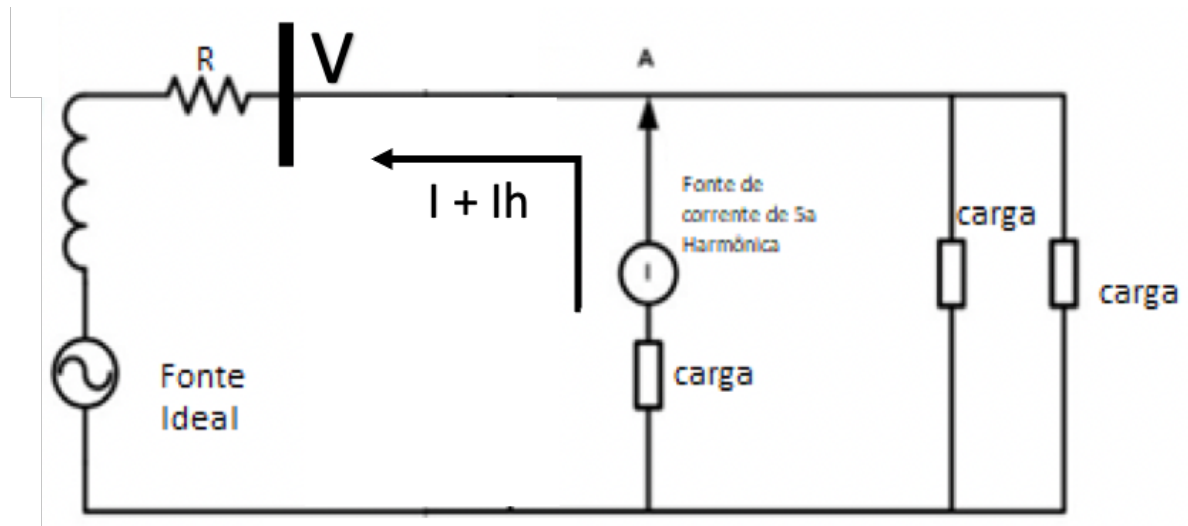 R
V
A
Fonte de
corrente de 5a
Harmônica
I + Ih
carga
I
carga
carga
Fonte
Ideal